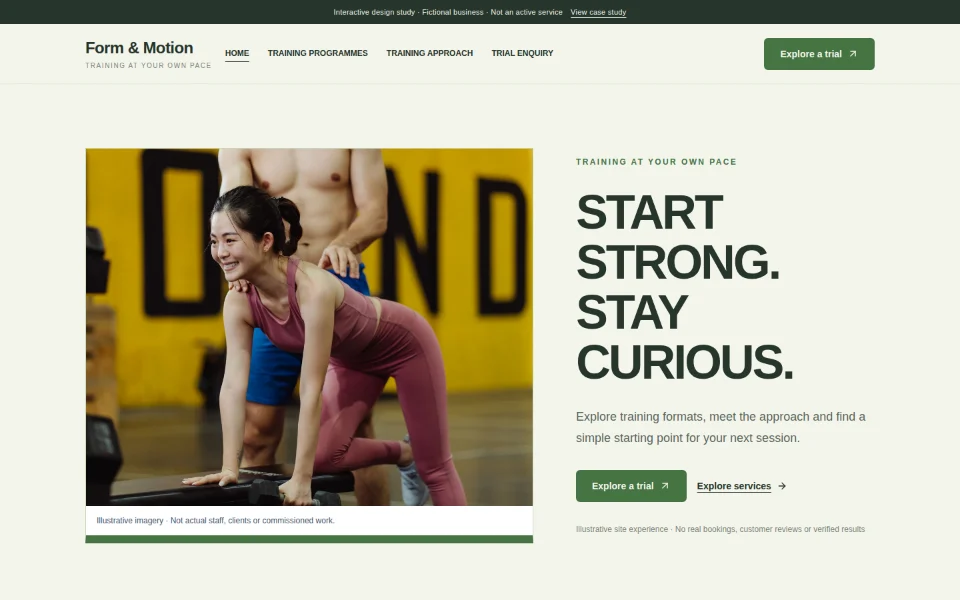 Interactive design study · Fictional business · Not an active service View case study
Form & Motion
TRAINING AT YOUR OWN PACE
HOME TRAINING PROGRAMMES TRAINING APPROACH TRIAL ENQUIRY
Explore a trial
TRAINING AT YOUR OWN PACE
START
STRONG.
STAY
CURIOUS.
Explore training formats, meet the approach and find a
simple starting point for your next session.
Explore a trial
Explore services
Illustrative site experience · No real bookings, customer reviews or verified results
Illustrative imagery · Not actual staff, clients or commissioned work.